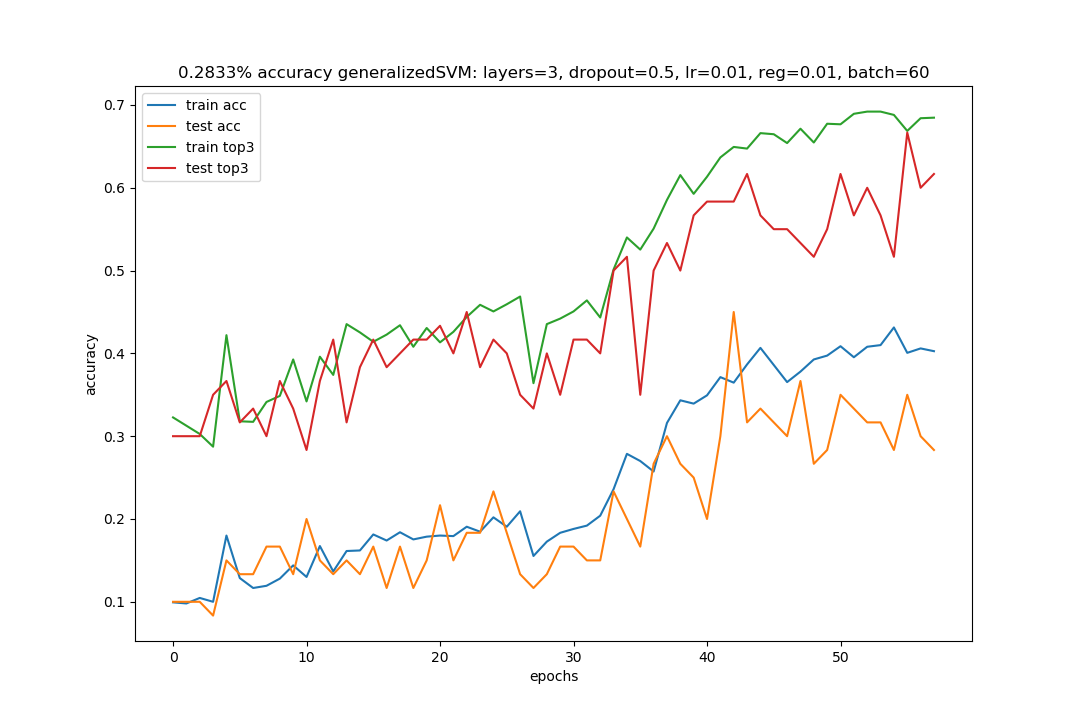 0.2833% accuracy generalizedSVM: layers=3, dropout=0.5, lr=0.01, reg=0.01, batch=60
train acc
test acc
train top3
test top3
0.7
0.6
0.5
0.4
0.3
0.2
0.1
accuracy
0 10 20 30 40 50
epochs